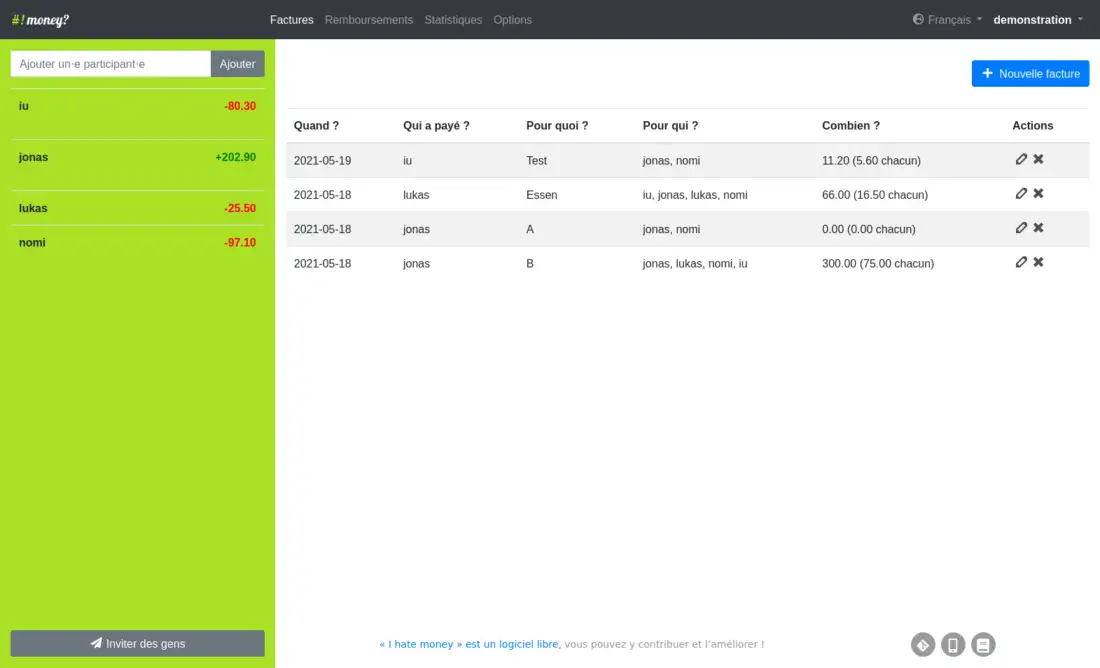 #! money?
Factures Remboursements Statistiques Options
Français demonstration
Ajouter un·e participant·e Ajouter
iu -80.30
jonas +202.90
lukas -25.50
nomi -97.10
Inviter des gens
Nouvelle facture
Quand ? Qui a payé ? Pour quoi ? Pour qui ? Combien ? Actions
2021-05-19 iu Test jonas, nomi 11.20 (5.60 chacun)
2021-05-18 lukas Essen iu, jonas, lukas, nomi 66.00 (16.50 chacun)
2021-05-18 jonas A jonas, nomi 0.00 (0.00 chacun)
2021-05-18 jonas B jonas, lukas, nomi, iu 300.00 (75.00 chacun)
« I hate money » est un logiciel libre, vous pouvez y contribuer et l’améliorer !